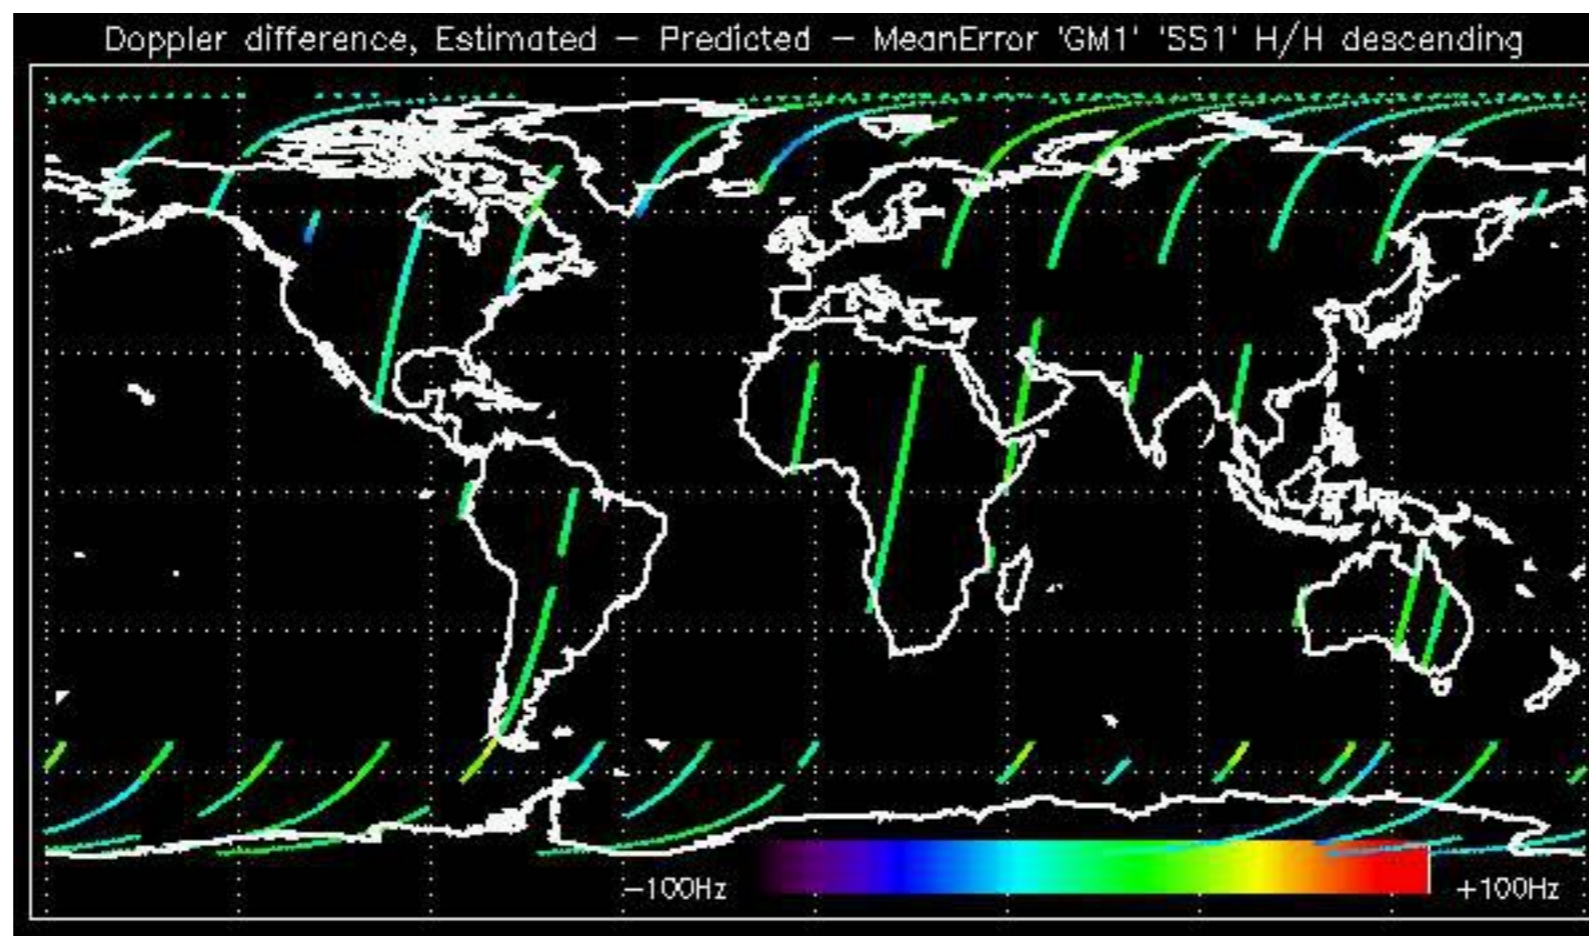 Doppler difference, Estimated – Predicted – MeanError 'GM1' 'SS1' H/H descending
–100Hz +100Hz